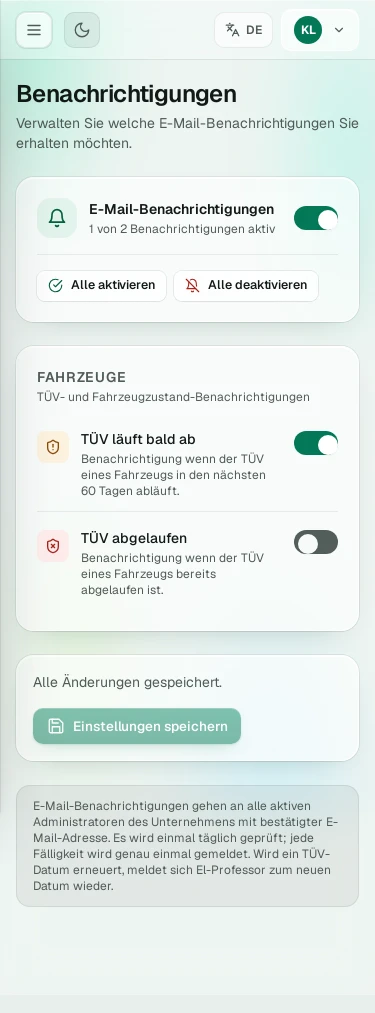 DE
KL
Benachrichtigungen
Verwalten Sie welche E-Mail-Benachrichtigungen Sie
erhalten möchten.
E-Mail-Benachrichtigungen
1 von 2 Benachrichtigungen aktiv
Alle aktivieren
Alle deaktivieren
FAHRZEUGE
TÜV- und Fahrzeugzustand-Benachrichtigungen
TÜV läuft bald ab
Benachrichtigung wenn der TÜV
eines Fahrzeugs in den nächsten
60 Tagen abläuft.
TÜV abgelaufen
Benachrichtigung wenn der TÜV
eines Fahrzeugs bereits
abgelaufen ist.
Alle Änderungen gespeichert.
Einstellungen speichern
E-Mail-Benachrichtigungen gehen an alle aktiven
Administratoren des Unternehmens mit bestätigter E-
Mail-Adresse. Es wird einmal täglich geprüft; jede
Fälligkeit wird genau einmal gemeldet. Wird ein TÜV-
Datum erneuert, meldet sich El-Professor zum neuen
Datum wieder.